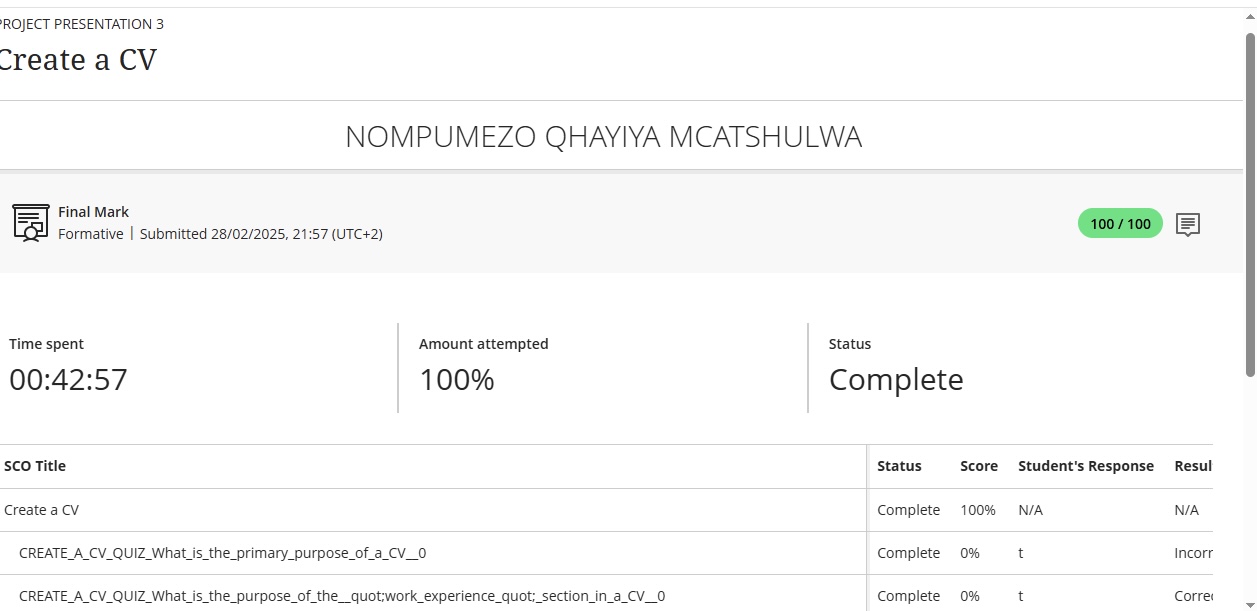 PROJECT PRESENTATION 3
Create a CV
NOMPUMEZO QHAYIYA MCATSHULWA
Final Mark
Formative | Submitted 28/02/2025, 21:57 (UTC+2)
100 / 100
Time spent
00:42:57
Amount attempted
100%
Status
Complete
SCO Title Status Score Student's Response Resul
Create a CV Complete 100% N/A N/A
CREATE_A_CV_QUIZ_What_is_the_primary_purpose_of_a_CV__0 Complete 0% t Incorr
CREATE_A_CV_QUIZ_What_is_the_purpose_of_the__quot;work_experience_quot;_section_in_a_CV__0 Complete 0% t Correc